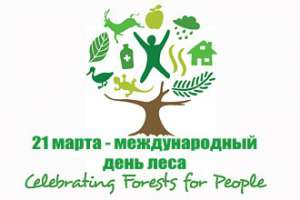 21 марта - международный
день леса
Celebrating Forests for People